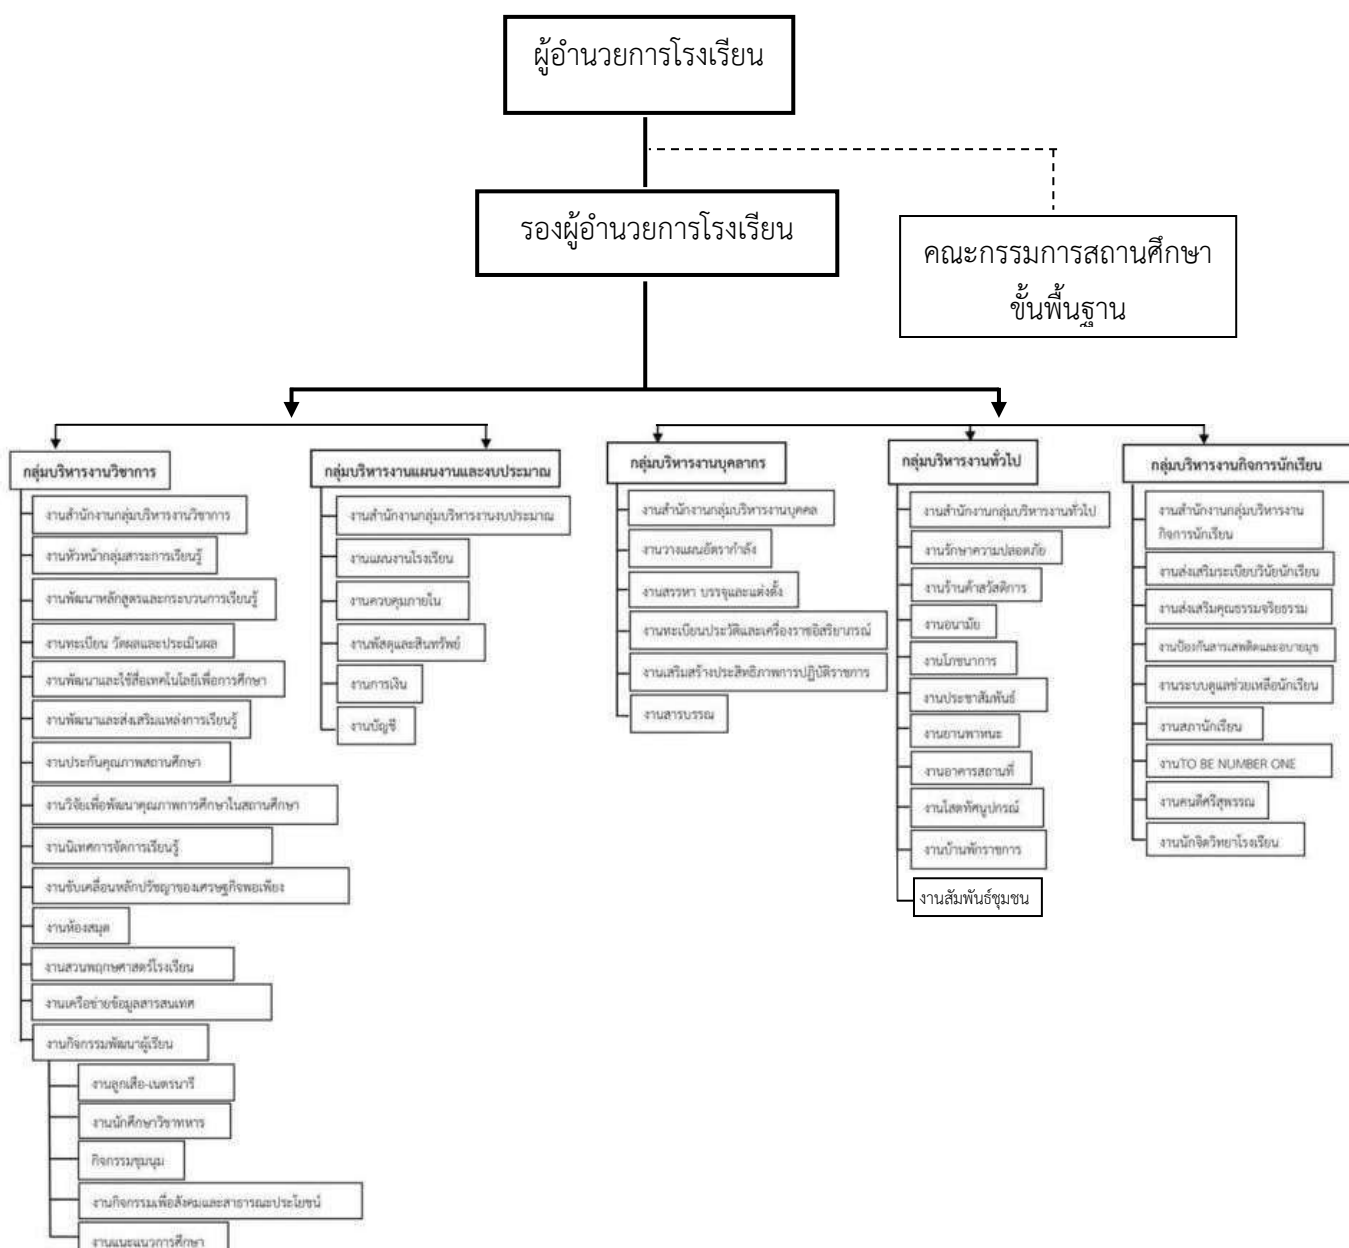 ผู้อำนวยการโรงเรียน
รองผู้อำนวยการโรงเรียน
คณะกรรมการสถานศึกษา
ขั้นพื้นฐาน
กลุ่มบริหารงานวิชาการ
งานสำนักงานกลุ่มบริหารงานวิชาการ
งานหัวหน้ากลุ่มสาระการเรียนรู้
งานพัฒนาหลักสูตรและกระบวนการเรียนรู้
งานทะเบียน วัดผลและประเมินผล
งานพัฒนาและใช้สื่อเทคโนโลยีเพื่อการศึกษา
งานพัฒนาและส่งเสริมแหล่งการเรียนรู้
งานประกันคุณภาพสถานศึกษา
งานวิจัยเพื่อพัฒนาคุณภาพการศึกษาในสถานศึกษา
งานนิเทศการจัดการเรียนรู้
งานขับเคลื่อนหลักปรัชญาของเศรษฐกิจพอเพียง
งานห้องสมุด
งานสวนพฤกษศาสตร์โรงเรียน
งานเครือข่ายข้อมูลสารสนเทศ
งานกิจกรรมพัฒนาผู้เรียน
งานลูกเสือ-เนตรนารี
งานนักศึกษาวิชาทหาร
กิจกรรมชุมนุม
งานกิจกรรมเพื่อสังคมและสาธารณะประโยชน์
งานแนะแนวการศึกษา
กลุ่มบริหารงานแผนงานและงบประมาณ
งานสำนักงานกลุ่มบริหารงานงบประมาณ
งานแผนงานโรงเรียน
งานควบคุมภายใน
งานพัสดุและสินทรัพย์
งานการเงิน
งานบัญชี
กลุ่มบริหารงานบุคลากร
งานสำนักงานกลุ่มบริหารงานบุคคล
งานวางแผนอัตรากำลัง
งานสรรหา บรรจุและแต่งตั้ง
งานทะเบียนประวัติและเครื่องราชอิสริยาภรณ์
งานเสริมสร้างประสิทธิภาพการปฏิบัติราชการ
งานสารบรรณ
กลุ่มบริหารงานทั่วไป
งานสำนักงานกลุ่มบริหารงานทั่วไป
งานรักษาความปลอดภัย
งานร้านค้าสวัสดิการ
งานอนามัย
งานโภชนาการ
งานประชาสัมพันธ์
งานยานพาหนะ
งานอาคารสถานที่
งานโสตทัศนูปกรณ์
งานบ้านพักราชการ
งานสัมพันธ์ชุมชน
กลุ่มบริหารงานกิจการนักเรียน
งานสำนักงานกลุ่มบริหารงาน
กิจการนักเรียน
งานส่งเสริมระเบียบวินัยนักเรียน
งานส่งเสริมคุณธรรมจริยธรรม
งานป้องกันสารเสพติดและอบายมุข
งานระบบดูแลช่วยเหลือนักเรียน
งานสภานักเรียน
งานTO BE NUMBER ONE
งานคนดีศรีสุพรรณ
งานนักจิตวิทยาโรงเรียน